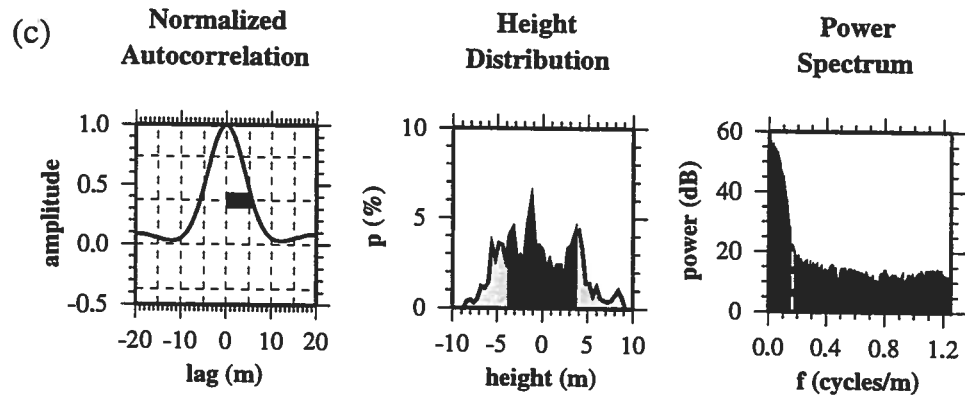 (c)
Normalized
Autocorrelation
Height
Distribution
Power
Spectrum
amplitude
1.0
0.5
0.0
-0.5
-20 -10 0 10 20
lag (m)
p (%)
10
5
0
-10 -5 0 5 10
height (m)
power (dB)
60
40
20
0
0.0 0.4 0.8 1.2
f (cycles/m)